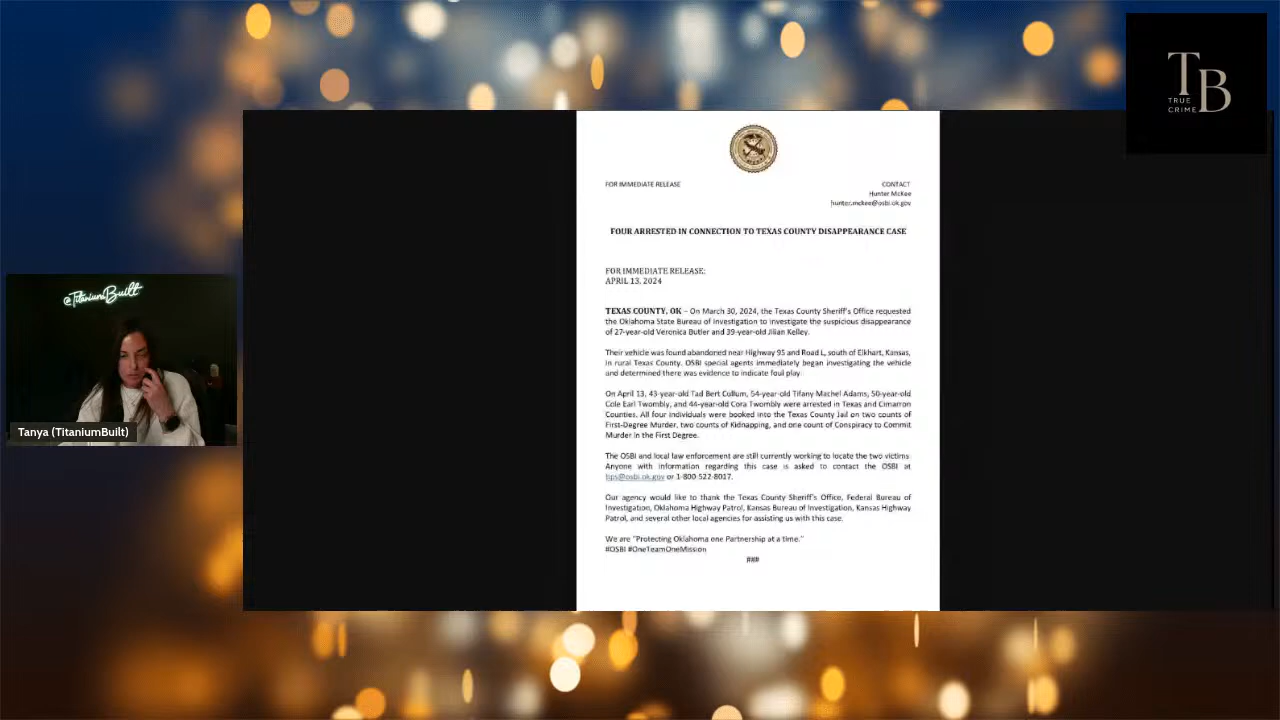 TB
TRUE
CRIME
FOR IMMEDIATE RELEASE
CONTACT
Hunter McKee
hunter.mckee@osbi.ok.gov
FOUR ARRESTED IN CONNECTION TO TEXAS COUNTY DISAPPEARANCE CASE
FOR IMMEDIATE RELEASE:
APRIL 13, 2024
TEXAS COUNTY, OK – On March 30, 2024, the Texas County Sheriff's Office requested
the Oklahoma State Bureau of Investigation to investigate the suspicious disappearance
of 27-year-old Veronica Butler and 39-year-old Jilian Kelley.
Their vehicle was found abandoned near Highway 95 and Road L, south of Elkhart, Kansas,
in rural Texas County. OSBI special agents immediately began investigating the vehicle
and determined there was evidence to indicate foul play.
On April 13, 43-year-old Tad Bert Cullum, 54-year-old Tifany Machel Adams, 50-year-old
Cole Earl Twombly, and 44-year-old Cora Twombly were arrested in Texas and Cimarron
Counties. All four individuals were booked into the Texas County Jail on two counts of
First-Degree Murder, two counts of Kidnapping, and one count of Conspiracy to Commit
Murder in the First Degree.
The OSBI and local law enforcement are still currently working to locate the two victims.
Anyone with information regarding this case is asked to contact the OSBI at
tips@osbi.ok.gov or 1-800-522-8017.
Our agency would like to thank the Texas County Sheriff's Office, Federal Bureau of
Investigation, Oklahoma Highway Patrol, Kansas Bureau of Investigation, Kansas Highway
Patrol, and several other local agencies for assisting us with this case.
We are "Protecting Oklahoma one Partnership at a time."
#OSBI #OneTeamOneMission
###
@TitaniumBuilt
Tanya (TitaniumBuilt)